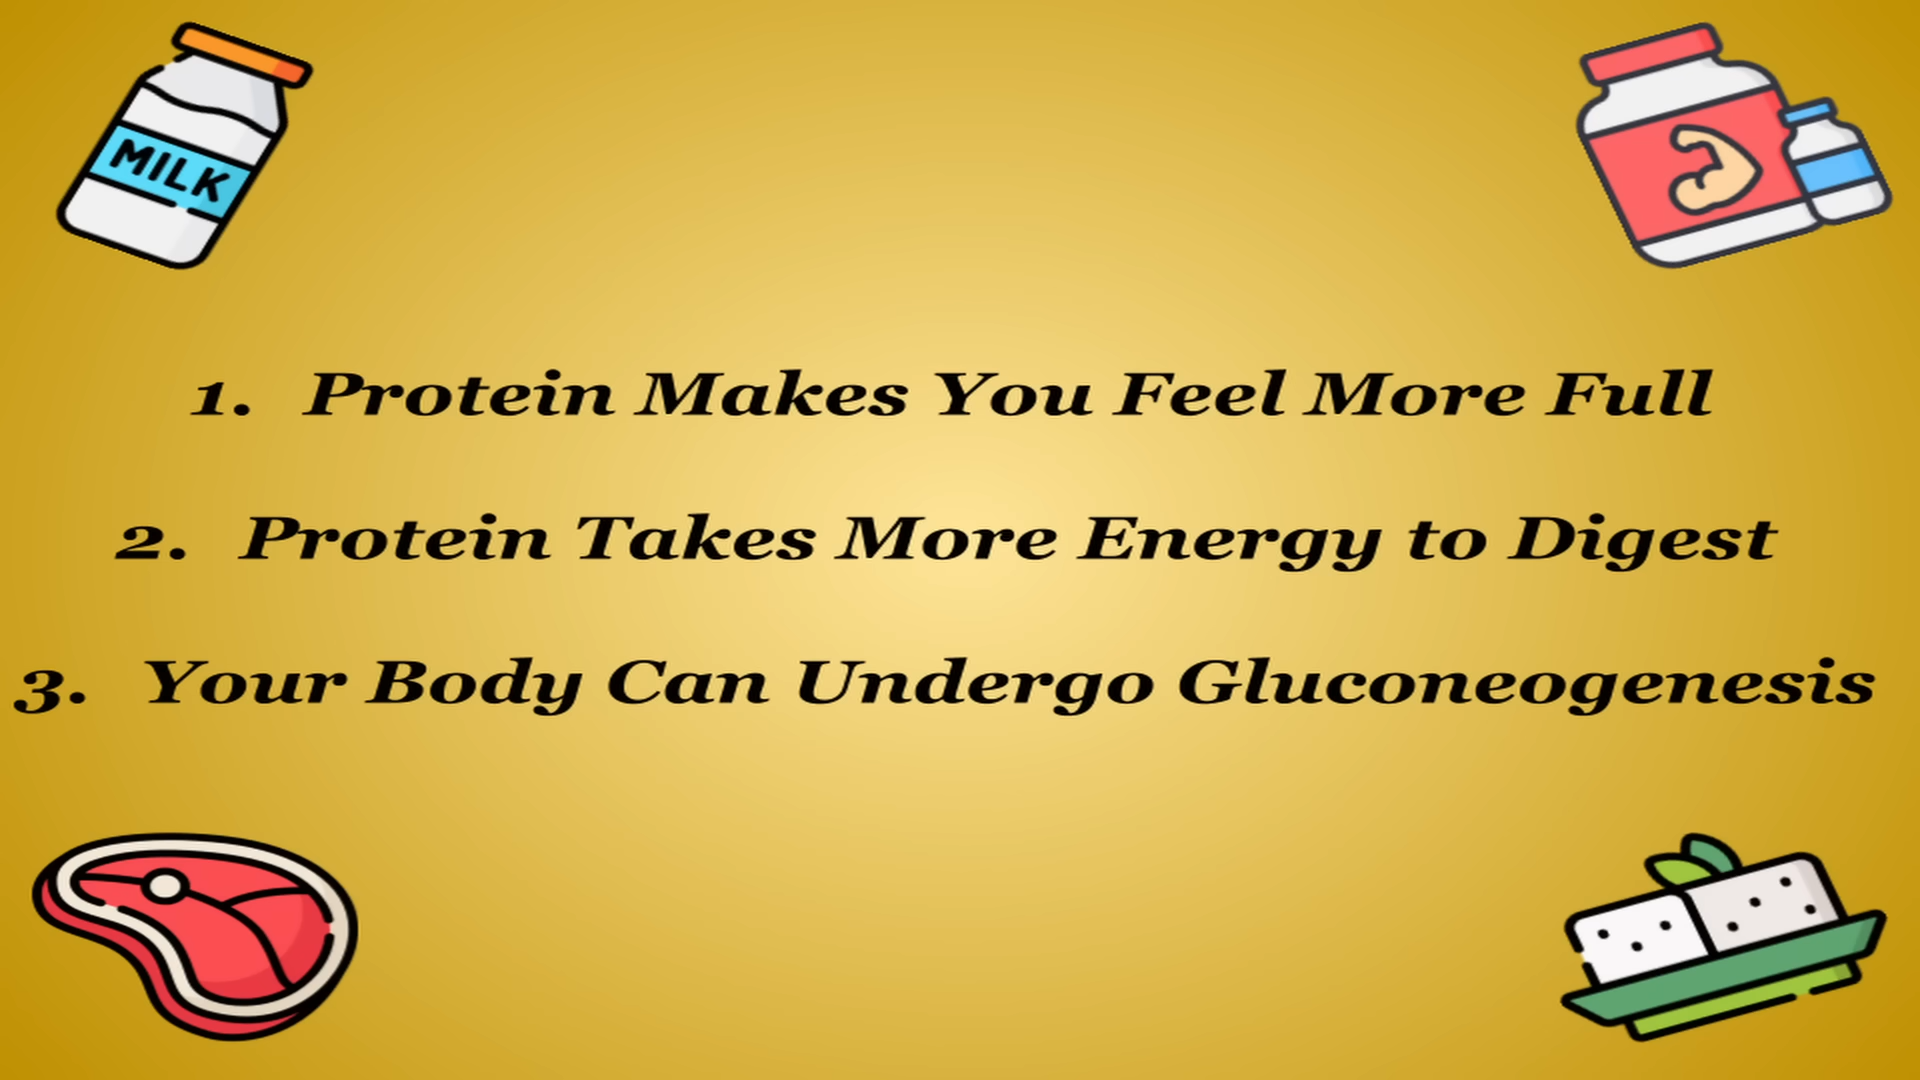 MILK
1. Protein Makes You Feel More Full
2. Protein Takes More Energy to Digest
3. Your Body Can Undergo Gluconeogenesis